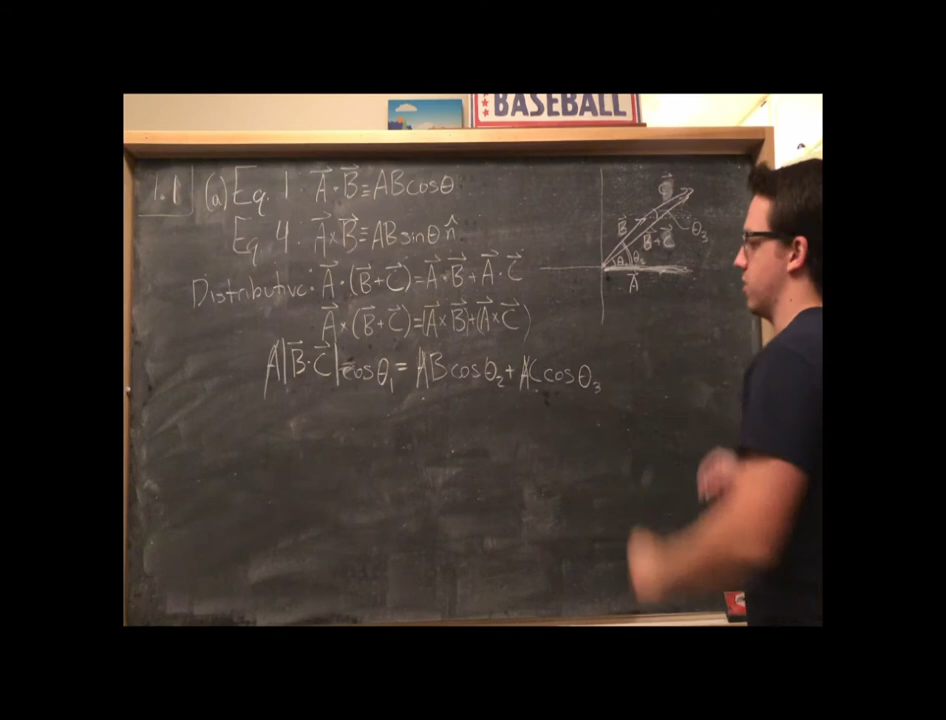 BASEBALL
1.1 (a) Eq. 1. A⃗·B⃗≡ABcosθ
Eq 4. A⃗×B⃗≡ABsinθ n̂
Distributive: A⃗·(B⃗+C⃗)=A⃗·B⃗+A⃗·C⃗
A⃗×(B⃗+C⃗)=(A⃗×B⃗)+(A⃗×C⃗)
A|B⃗·C⃗|cosθ₁=ABcosθ₂+ACcosθ₃
C⃗
B⃗
B⃗+C⃗
θ₃
θ₁
θ₂
A⃗